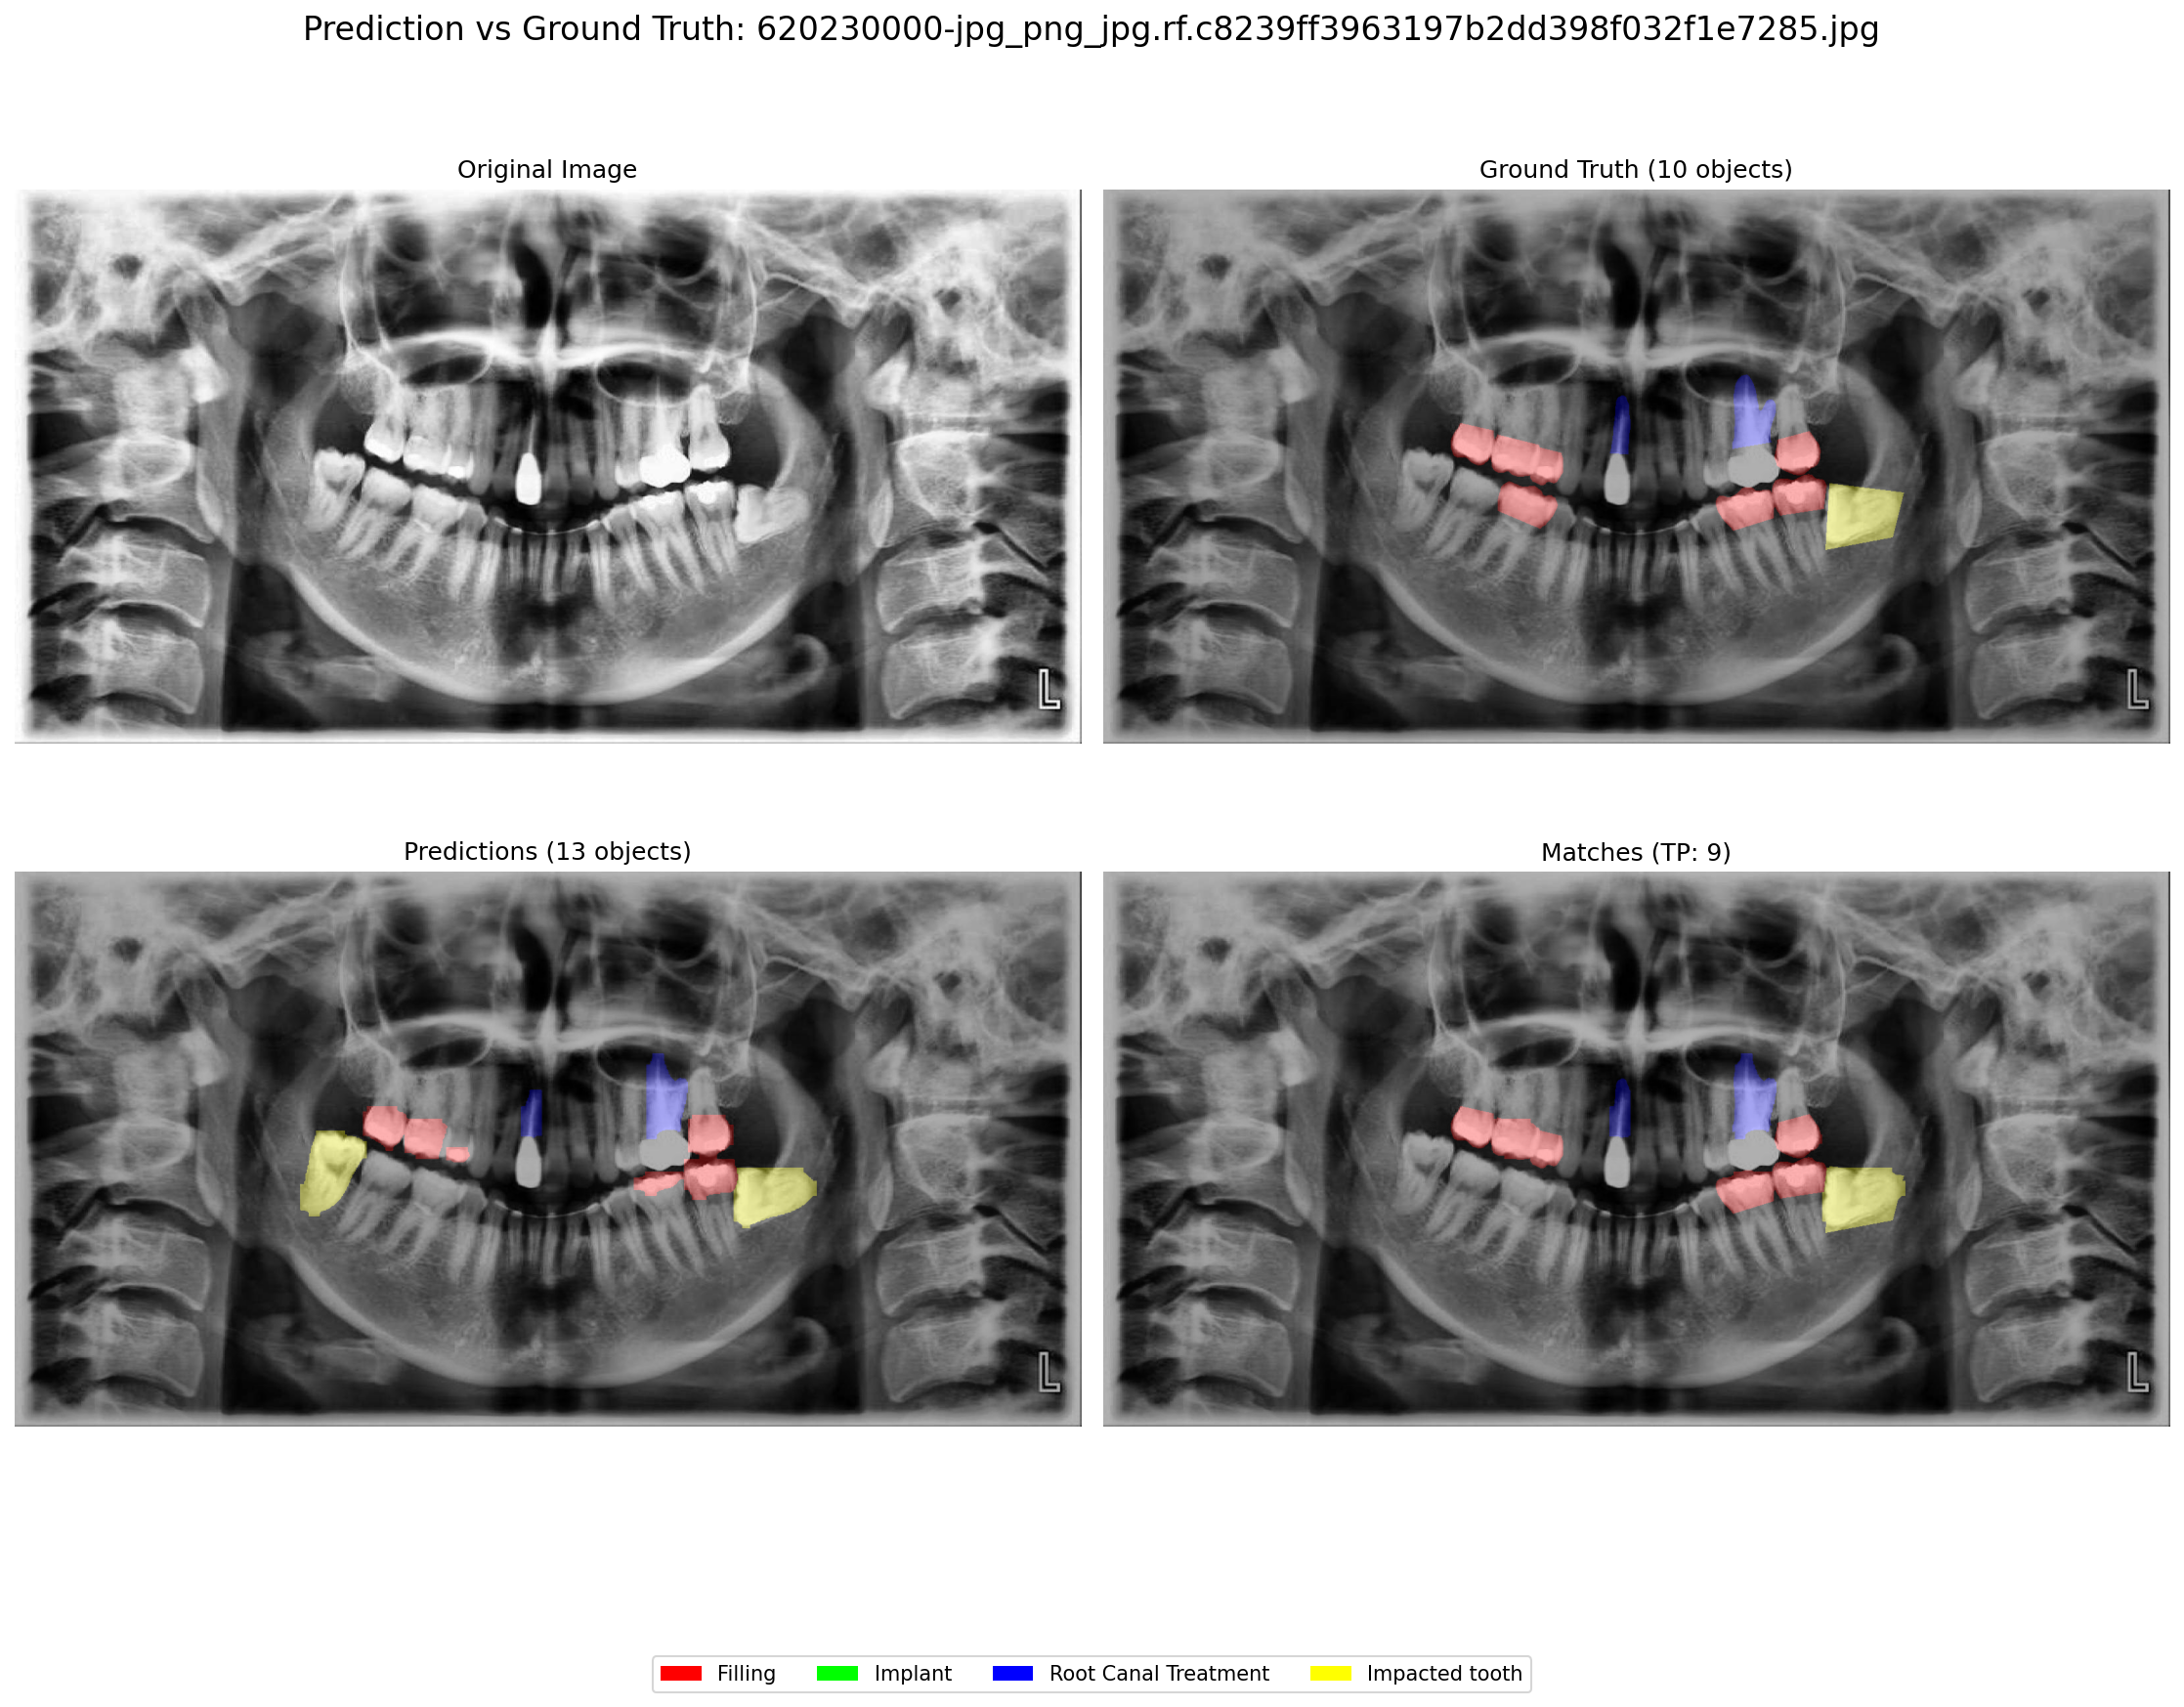 Prediction vs Ground Truth: 620230000-jpg_png_jpg.rf.c8239ff3963197b2dd398f032f1e7285.jpg
Original Image
Ground Truth (10 objects)
L
L
Predictions (13 objects)
Matches (TP: 9)
L
L
Filling
Implant
Root Canal Treatment
Impacted tooth